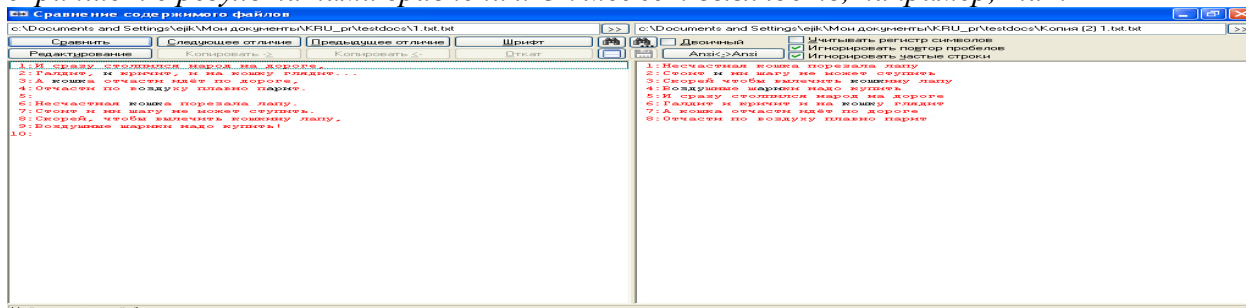 Сравнение содержимого файлов
c:\Documents and Settings\ejik\Мои документы\KRU_pr\testdocs\1.txt.txt >> c:\Documents and Settings\ejik\Мои документы\KRU_pr\testdocs\Копия (2) 1.txt.txt >>
Сравнить Следующее отличие Предыдущее отличие Шрифт Двоичный Учитывать регистр символов
Игнорировать повтор пробелов
Редактирование Копировать -> Копировать <- Откат Ansi<->Ansi Игнорировать частые строки
1:И сразу столпился народ на дороге,
2:Галдит, и кричит, и на кошку глядит...
3:А кошка отчасти идёт по дороге,
4:Отчасти по воздуху плавно парит.
5:
6:Несчастная кошка порезала лапу.
7:Стоит и ни шагу не может ступить.
8:Скорей, чтобы вылечить кошкину лапу,
9:Воздушные шарики надо купить!
10:
1:Несчастная кошка порезала лапу
2:Стоит и ни шагу не может ступить
3:Скорей чтобы вылечить кошкину лапу
4:Воздушные шарики надо купить
5:И сразу столпился народ на дороге
6:Галдит и кричит и на кошку глядит
7:А кошка отчасти идёт по дороге
8:Отчасти по воздуху плавно парит